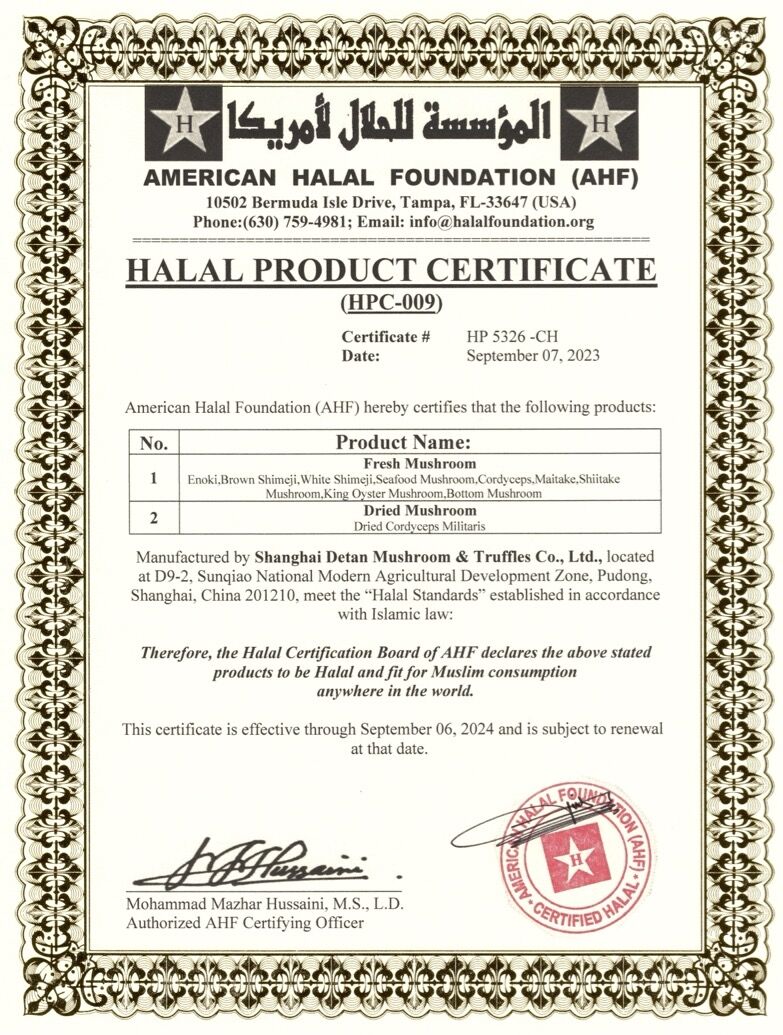 H المؤسسة للحلال لأمريكا H
AMERICAN HALAL FOUNDATION (AHF)
10502 Bermuda Isle Drive, Tampa, FL-33647 (USA)
Phone:(630) 759-4981; Email: info@halalfoundation.org
HALAL PRODUCT CERTIFICATE
(HPC-009)
Certificate # HP 5326 -CH
Date: September 07, 2023
American Halal Foundation (AHF) hereby certifies that the following products:
No. Product Name:
Fresh Mushroom
1 Enoki,Brown Shimeji,White Shimeji,Seafood Mushroom,Cordyceps,Maitake,Shiitake
Mushroom,King Oyster Mushroom,Bottom Mushroom
2 Dried Mushroom
Dried Cordyceps Militaris
Manufactured by Shanghai Detan Mushroom & Truffles Co., Ltd., located
at D9-2, Sunqiao National Modern Agricultural Development Zone, Pudong,
Shanghai, China 201210, meet the “Halal Standards” established in accordance
with Islamic law:
Therefore, the Halal Certification Board of AHF declares the above stated
products to be Halal and fit for Muslim consumption
anywhere in the world.
This certificate is effective through September 06, 2024 and is subject to renewal
at that date.
AMERICAN HALAL FOUNDATION (AHF)
H
★ CERTIFIED HALAL ★
Mohammad Mazhar Hussaini, M.S., L.D.
Authorized AHF Certifying Officer